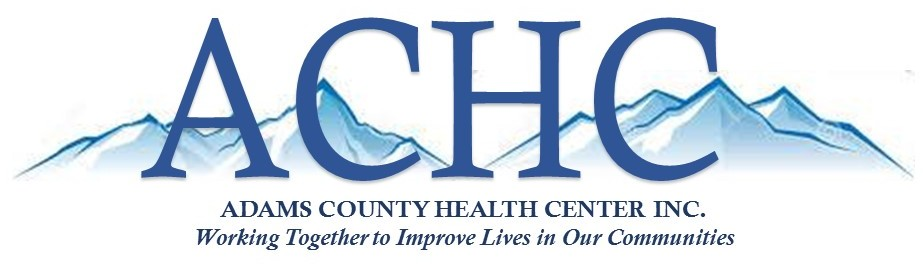 ACHC
ADAMS COUNTY HEALTH CENTER INC.
Working Together to Improve Lives in Our Communities